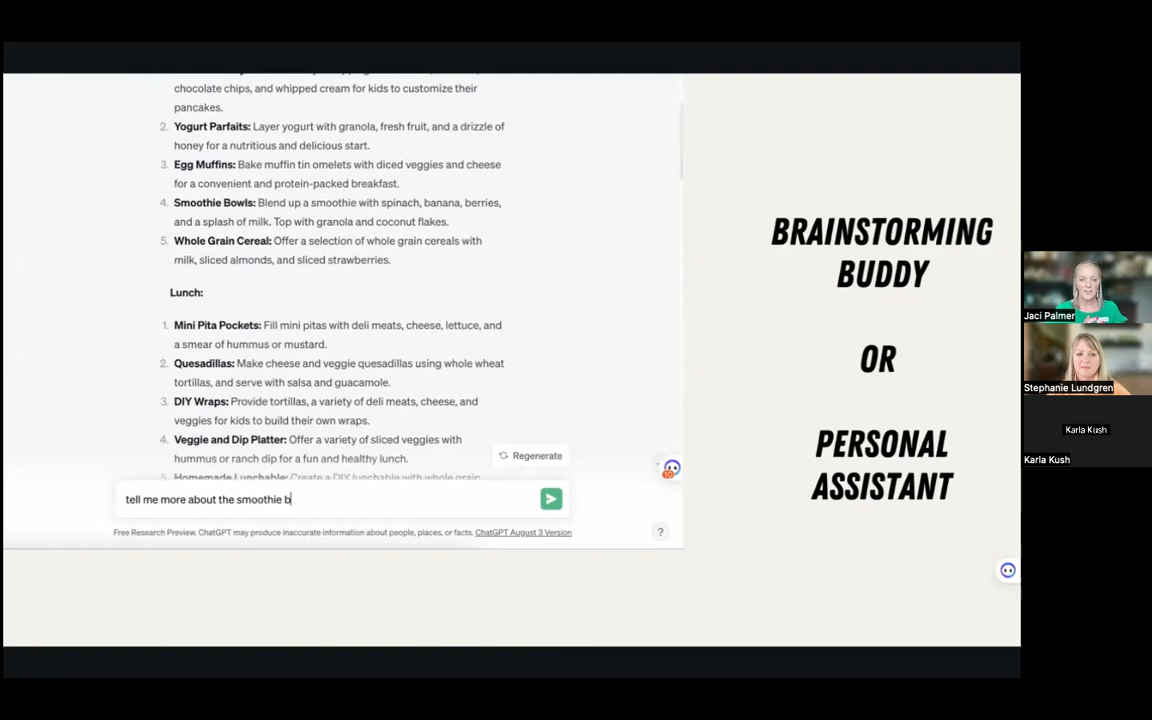 chocolate chips, and whipped cream for kids to customize their
pancakes.
2. Yogurt Parfaits: Layer yogurt with granola, fresh fruit, and a drizzle of
honey for a nutritious and delicious start.
3. Egg Muffins: Bake muffin tin omelets with diced veggies and cheese
for a convenient and protein-packed breakfast.
4. Smoothie Bowls: Blend up a smoothie with spinach, banana, berries,
and a splash of milk. Top with granola and coconut flakes.
5. Whole Grain Cereal: Offer a selection of whole grain cereals with
milk, sliced almonds, and sliced strawberries.
Lunch:
1. Mini Pita Pockets: Fill mini pitas with deli meats, cheese, lettuce, and
a smear of hummus or mustard.
2. Quesadillas: Make cheese and veggie quesadillas using whole wheat
tortillas, and serve with salsa and guacamole.
3. DIY Wraps: Provide tortillas, a variety of deli meats, cheese, and
veggies for kids to build their own wraps.
4. Veggie and Dip Platter: Offer a variety of sliced veggies with
hummus or ranch dip for a fun and healthy lunch.
5. Homemade Lunchable: Create a DIY lunchable with whole grain
Regenerate
10
tell me more about the smoothie b
Free Research Preview. ChatGPT may produce inaccurate information about people, places, or facts. ChatGPT August 3 Version
?
BRAINSTORMING
BUDDY
OR
PERSONAL
ASSISTANT
Jaci Palmer
Stephanie Lundgren
Karla Kush
Karla Kush